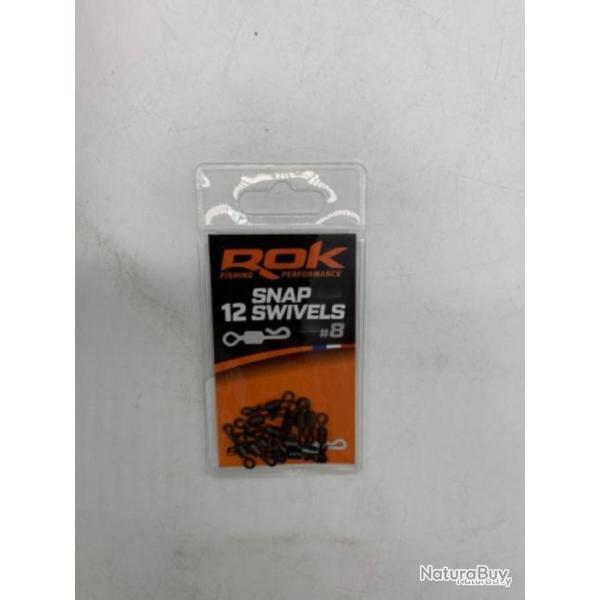 ROK
FISHING PERFORMANCE
SNAP
12 SWIVELS
#8
NaturaBuy